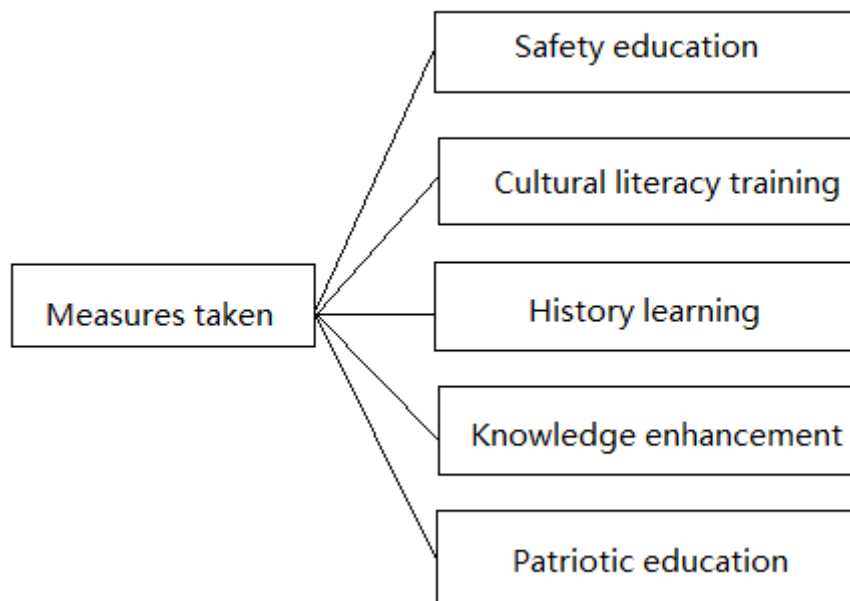 Safety education
Cultural literacy training
Measures taken
History learning
Knowledge enhancement
Patriotic education